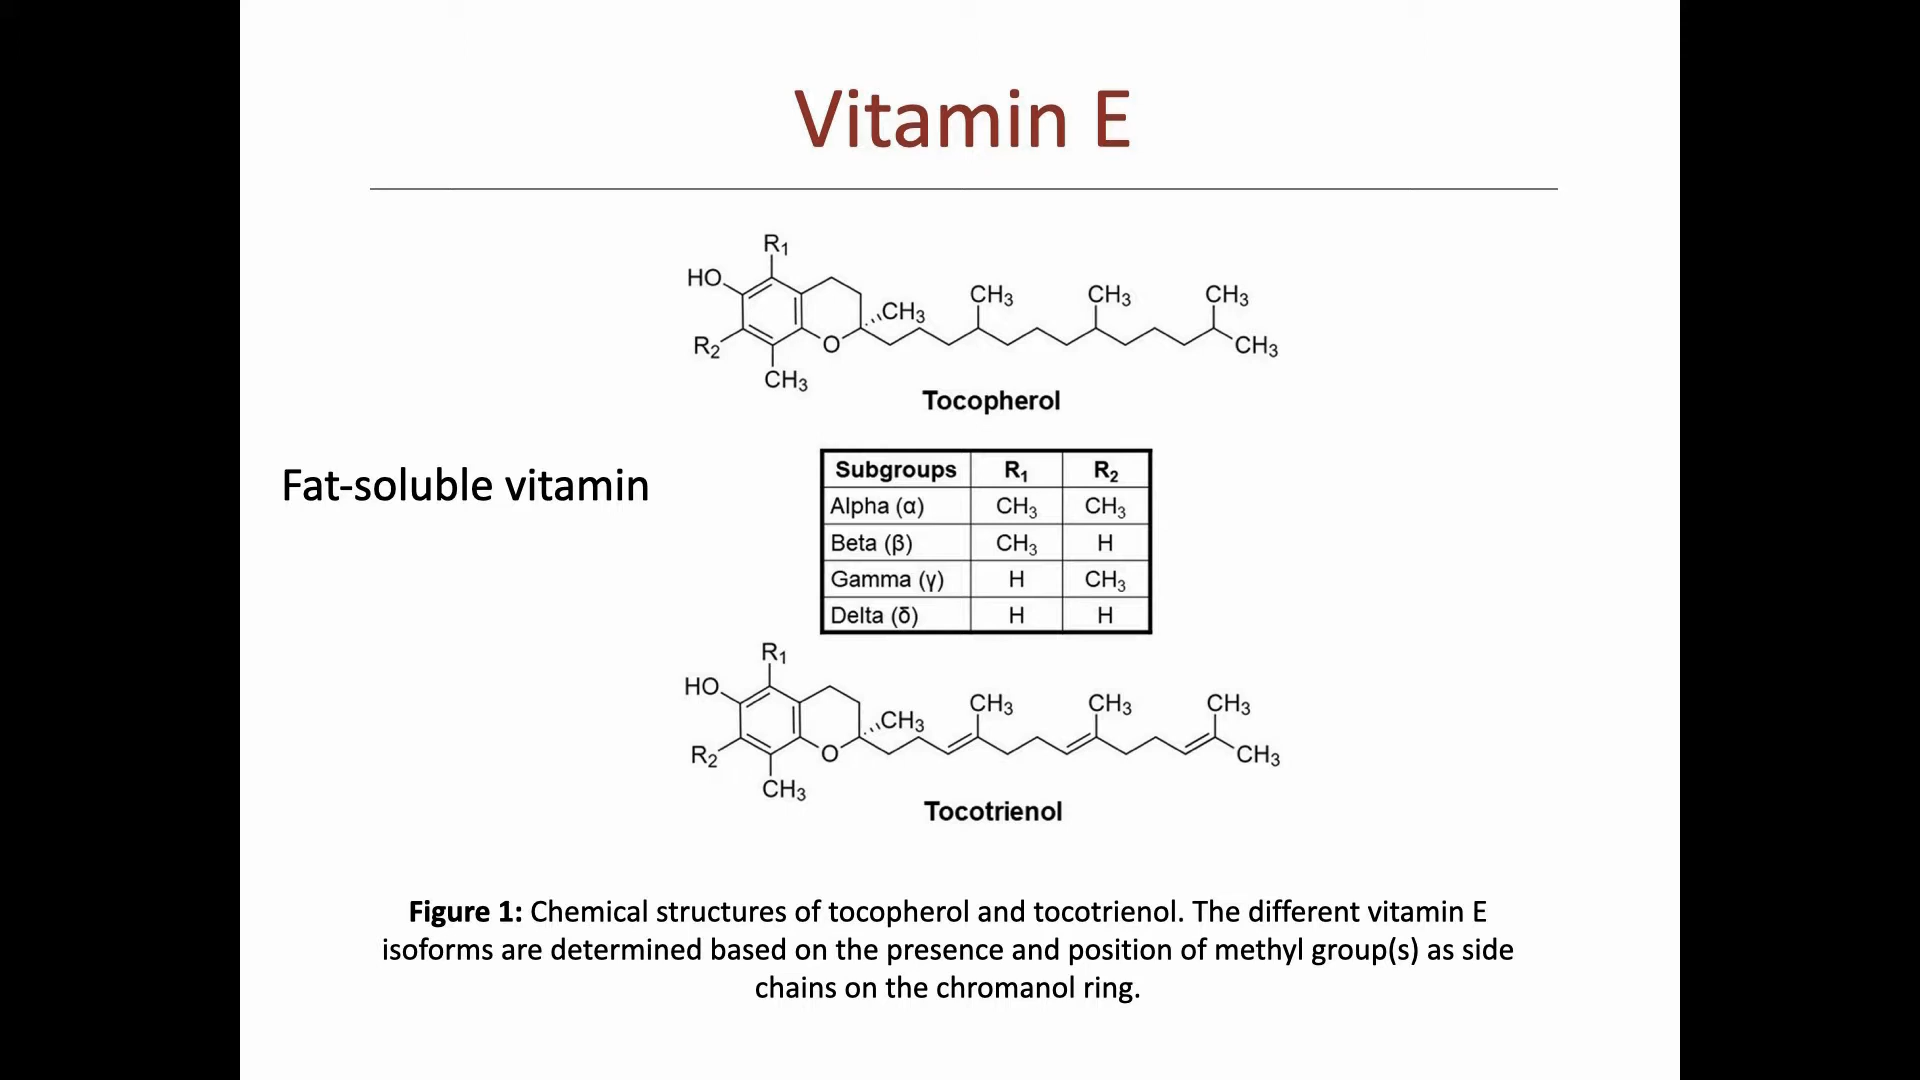 Vitamin E
R₁
HO
CH₃ CH₃ CH₃
CH₃
R₂ O CH₃
CH₃
Tocopherol
Fat-soluble vitamin
Subgroups R₁ R₂
Alpha (α) CH₃ CH₃
Beta (β) CH₃ H
Gamma (γ) H CH₃
Delta (δ) H H
R₁
HO
CH₃ CH₃ CH₃
CH₃
R₂ O CH₃
CH₃
Tocotrienol
Figure 1: Chemical structures of tocopherol and tocotrienol. The different vitamin E
isoforms are determined based on the presence and position of methyl group(s) as side
chains on the chromanol ring.